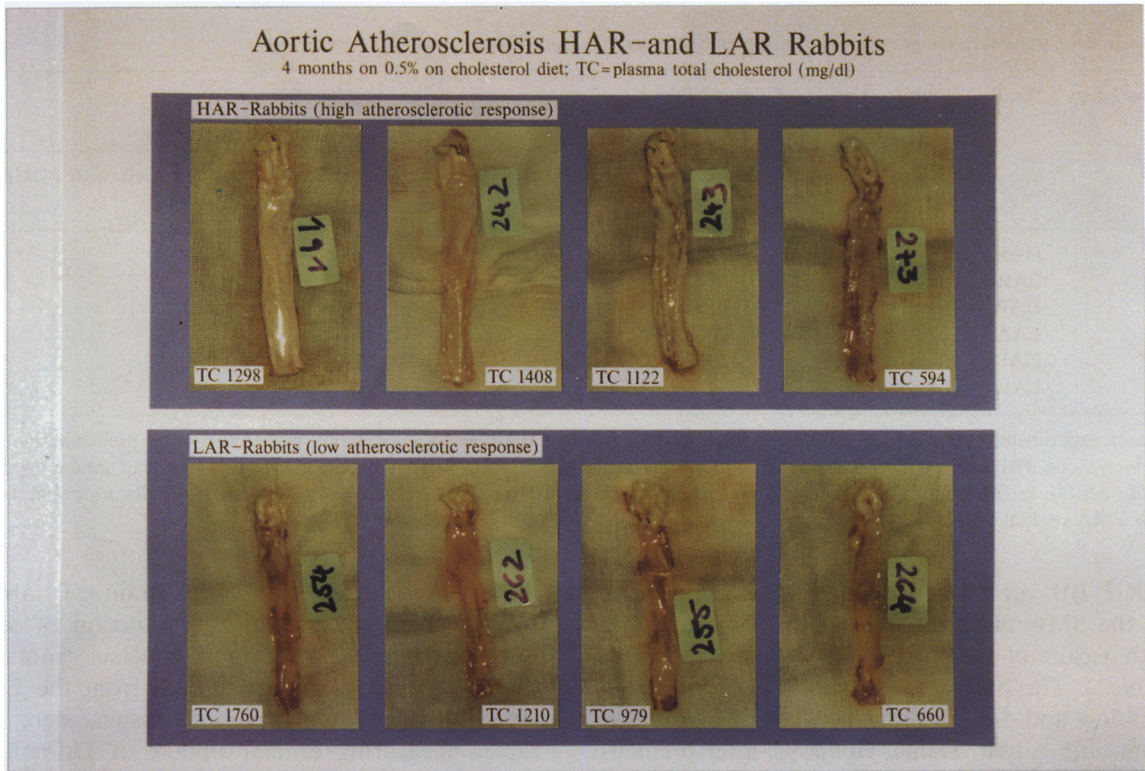 Aortic Atherosclerosis HAR-and LAR Rabbits
4 months on 0.5% on cholesterol diet; TC=plasma total cholesterol (mg/dl)
HAR-Rabbits (high atherosclerotic response)
191
242
243
273
TC 1298
TC 1408
TC 1122
TC 594
LAR-Rabbits (low atherosclerotic response)
254
262
255
264
TC 1760
TC 1210
TC 979
TC 660